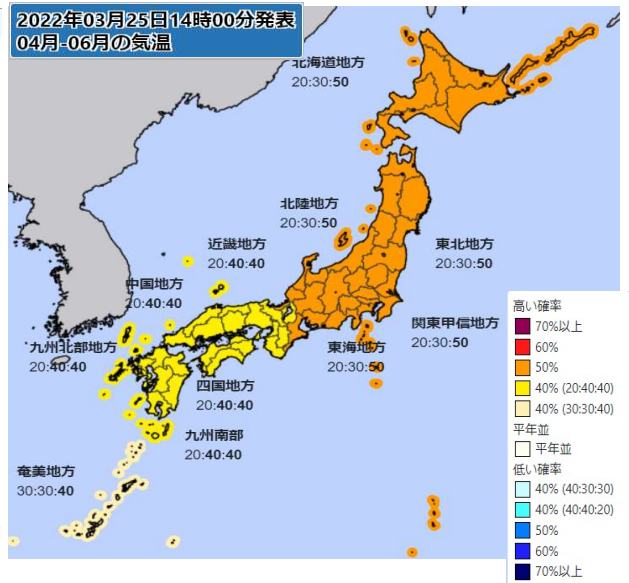 2022年03月25日14時00分発表
04月-06月の気温
北海道地方
20:30:50
北陸地方
20:30:50
近畿地方
20:40:40
東北地方
20:30:50
中国地方
20:40:40
関東甲信地方
20:30:50
九州北部地方
20:40:40
東海地方
20:30:50
四国地方
20:40:40
九州南部
20:40:40
奄美地方
30:30:40
高い確率
70%以上
60%
50%
40% (20:40:40)
40% (30:30:40)
平年並
平年並
低い確率
40% (40:30:30)
40% (40:40:20)
50%
60%
70%以上